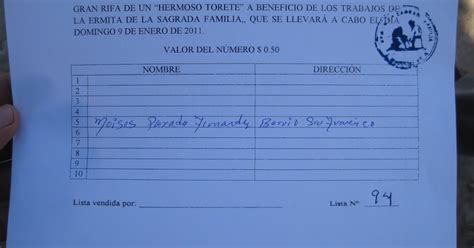 GRAN RIFA DE UN "HERMOSO TORETE" A BENEFICIO DE LOS TRABAJOS DE
LA ERMITA DE LA SAGRADA FAMILIA,, QUE SE LLEVARÁ A CABO EL DÍA
DOMINGO 9 DE ENERO DE 2011.
VALOR DEL NÚMERO $ 0.50
NOMBRE DIRECCIÓN
1
2
3
4
5 Moises Parada Barrio San Francisco
6
7
8
9
10
Lista vendida por: Lista Nº 94